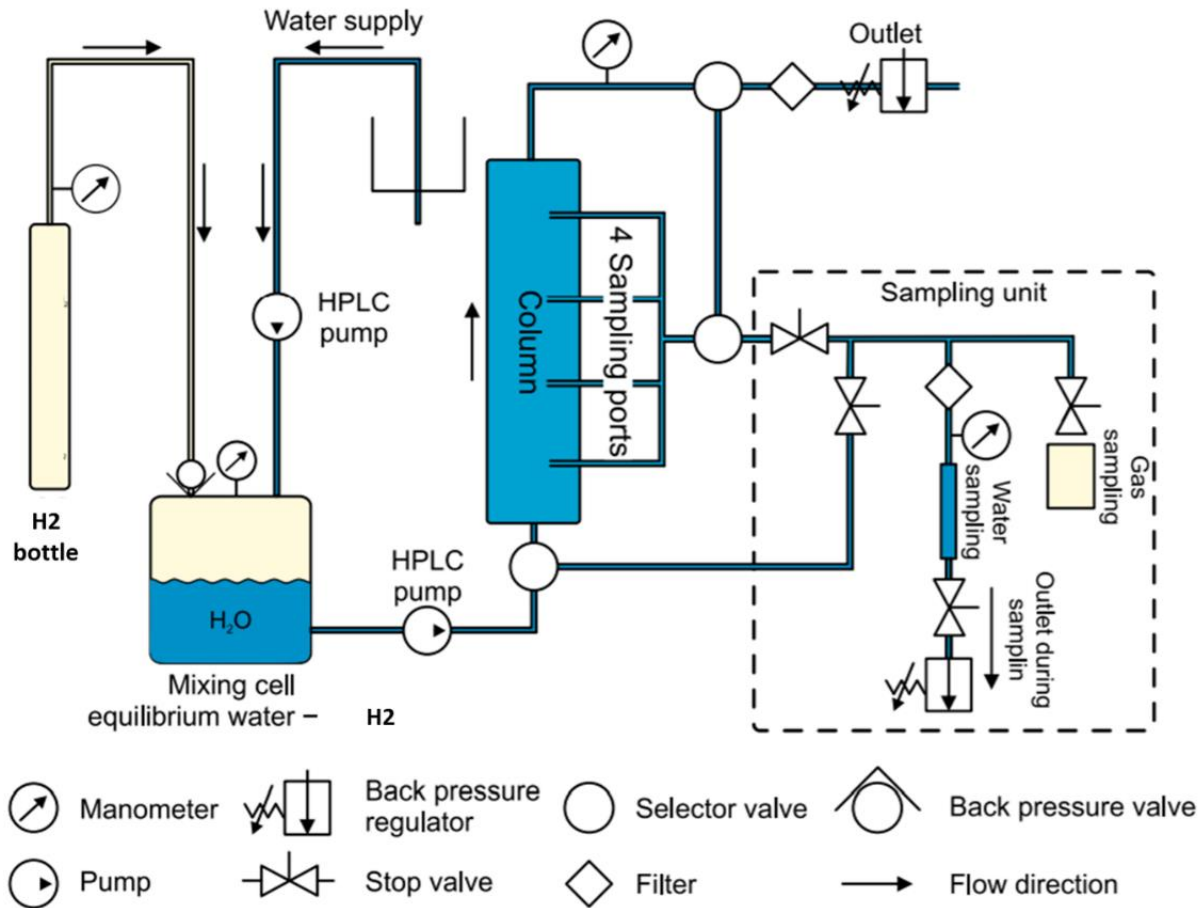 Water supply
Outlet
HPLC
pump
Column
4 Sampling ports
Sampling unit
Gas
sampling
Water
sampling
Outlet during
samplin
H2
bottle
HPLC
pump
H₂O
Mixing cell
equilibrium water – H2
Manometer
Back pressure
regulator
Selector valve
Back pressure valve
Pump
Stop valve
Filter
Flow direction